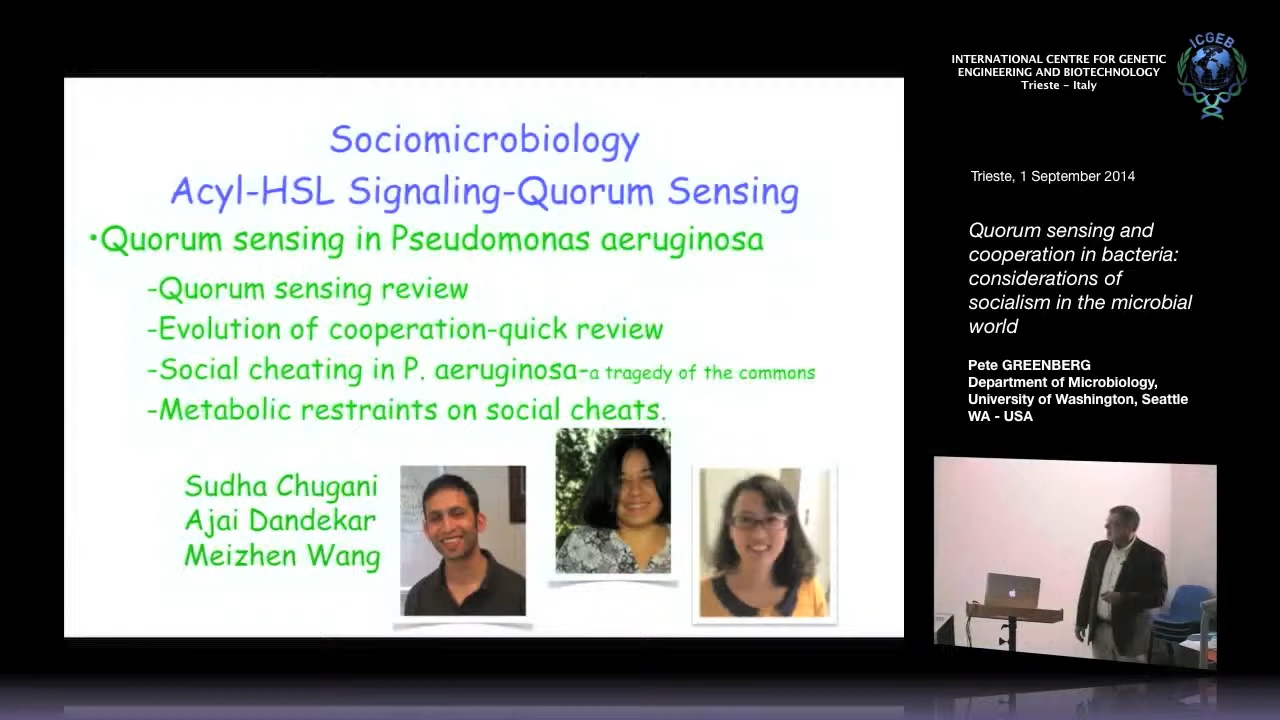 Sociomicrobiology
Acyl-HSL Signaling-Quorum Sensing
•Quorum sensing in Pseudomonas aeruginosa
-Quorum sensing review
-Evolution of cooperation-quick review
-Social cheating in P. aeruginosa-a tragedy of the commons
-Metabolic restraints on social cheats.
Sudha Chugani
Ajai Dandekar
Meizhen Wang
INTERNATIONAL CENTRE FOR GENETIC
ENGINEERING AND BIOTECHNOLOGY
Trieste - Italy
ICGEB
Trieste, 1 September 2014
Quorum sensing and
cooperation in bacteria:
considerations of
socialism in the microbial
world
Pete GREENBERG
Department of Microbiology,
University of Washington, Seattle
WA - USA